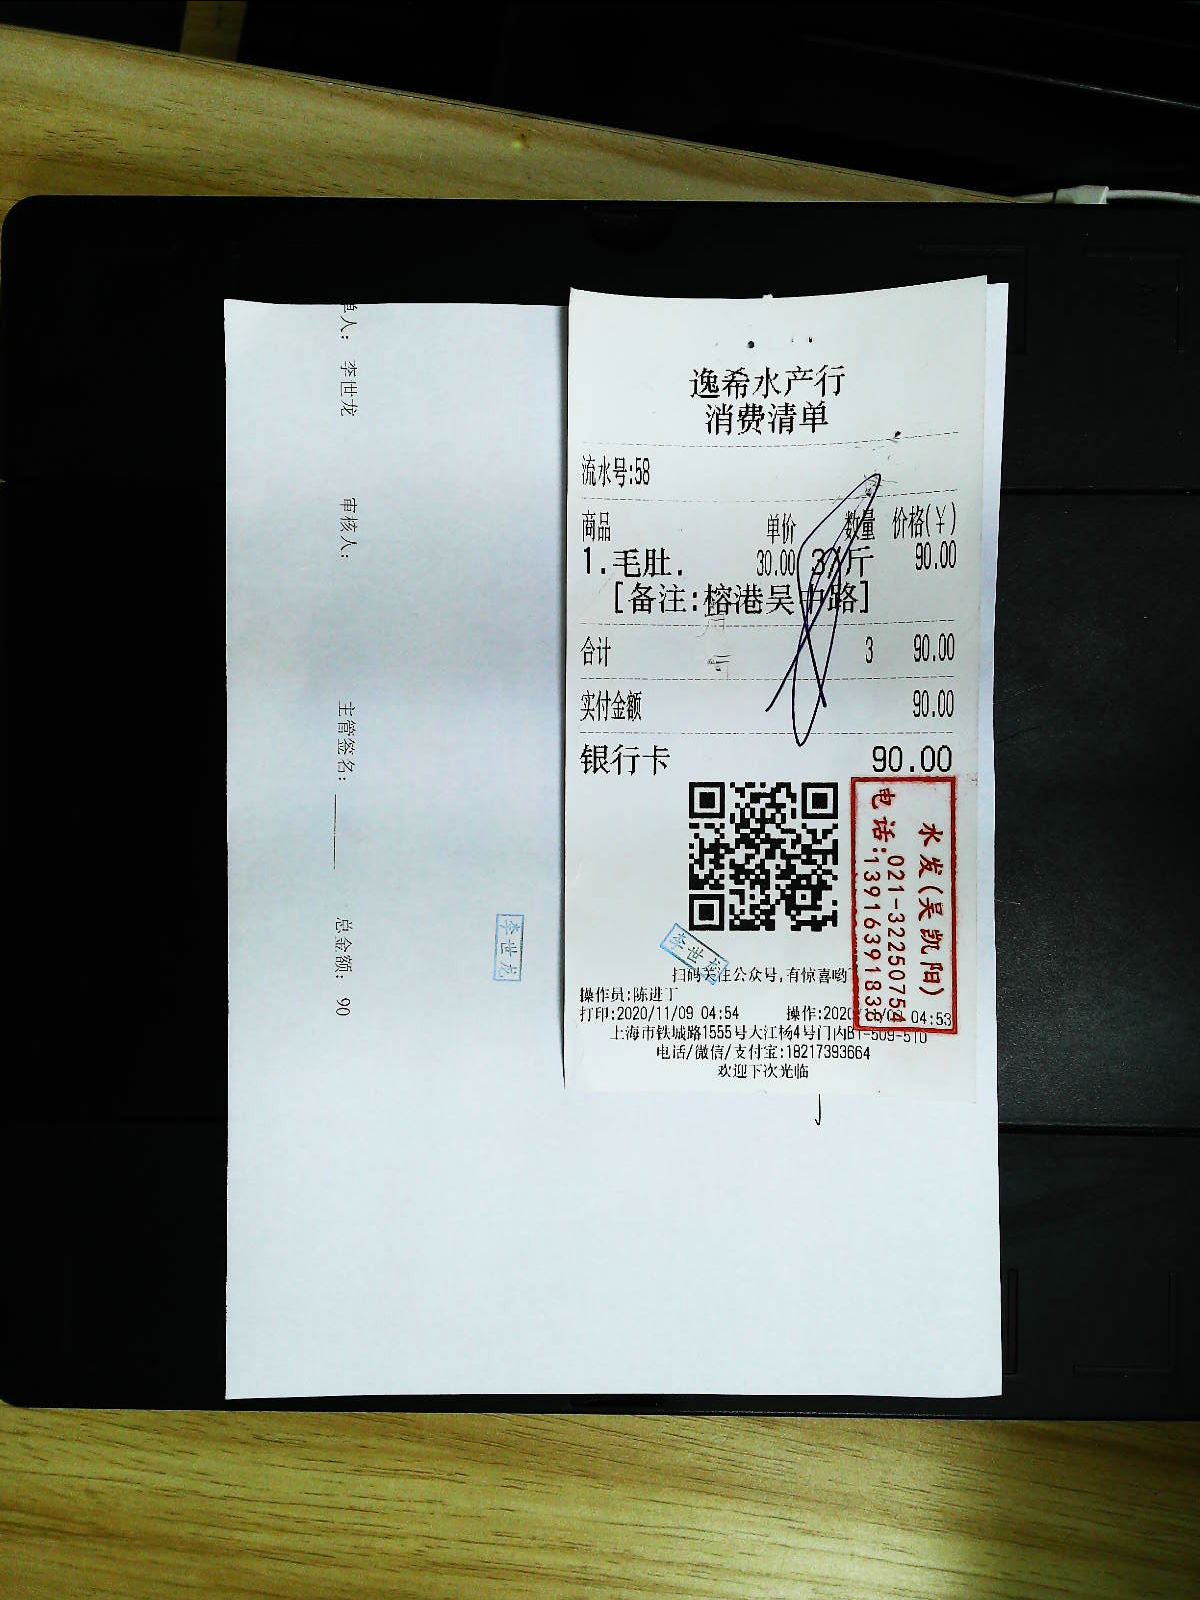 逸希水产行
消费清单
流水号:58
商品 单价 数量 价格(¥)
1.毛肚. 30.00 3/斤 90.00
[备注:榕港吴中路]
合计 3 90.00
实付金额 90.00
银行卡 90.00
水发(吴凯阳)
电话:021-32250754
13916391838
李世龙
扫码关注公众号,有惊喜哟
操作员:陈进丁
打印:2020/11/09 04:54 操作:2020 04:53
上海市铁城路1555号大江杨4号门内B1-509-510
电话/微信/支付宝:18217393664
欢迎下次光临
单人: 李世龙 审核人: 主管签名: 总金额: 90
李世龙